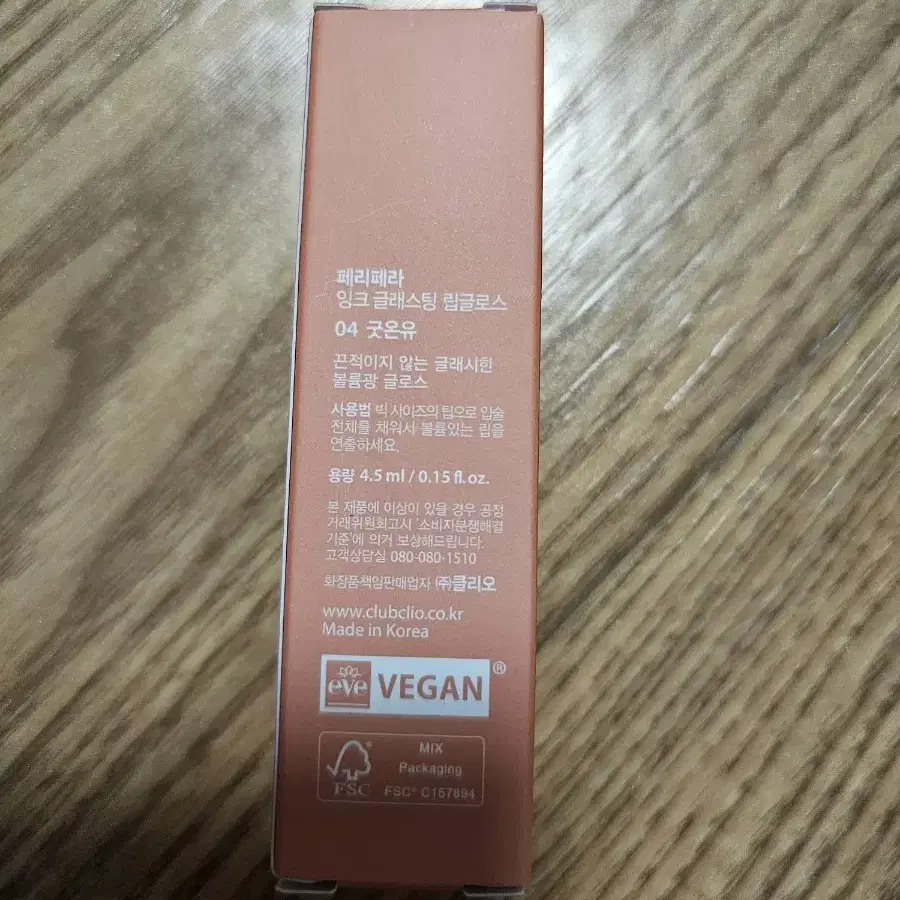 페리페라
잉크 글래스팅 립글로스
04 굿온유
끈적이지 않는 글래시한
볼륨광 글로스
사용법 빅 사이즈의 팁으로 입술
전체를 채워서 볼륨있는 립을
연출하세요.
용량 4.5 ml / 0.15 fl. oz.
본 제품에 이상이 있을 경우 공정
거래위원회고시 '소비자분쟁해결
기준'에 의거 보상해드립니다.
고객상담실 080-080-1510
화장품책임판매업자 ㈜클리오
www.clubclio.co.kr
Made in Korea
eve VEGAN®
MIX
Packaging
FSC FSC® C157894